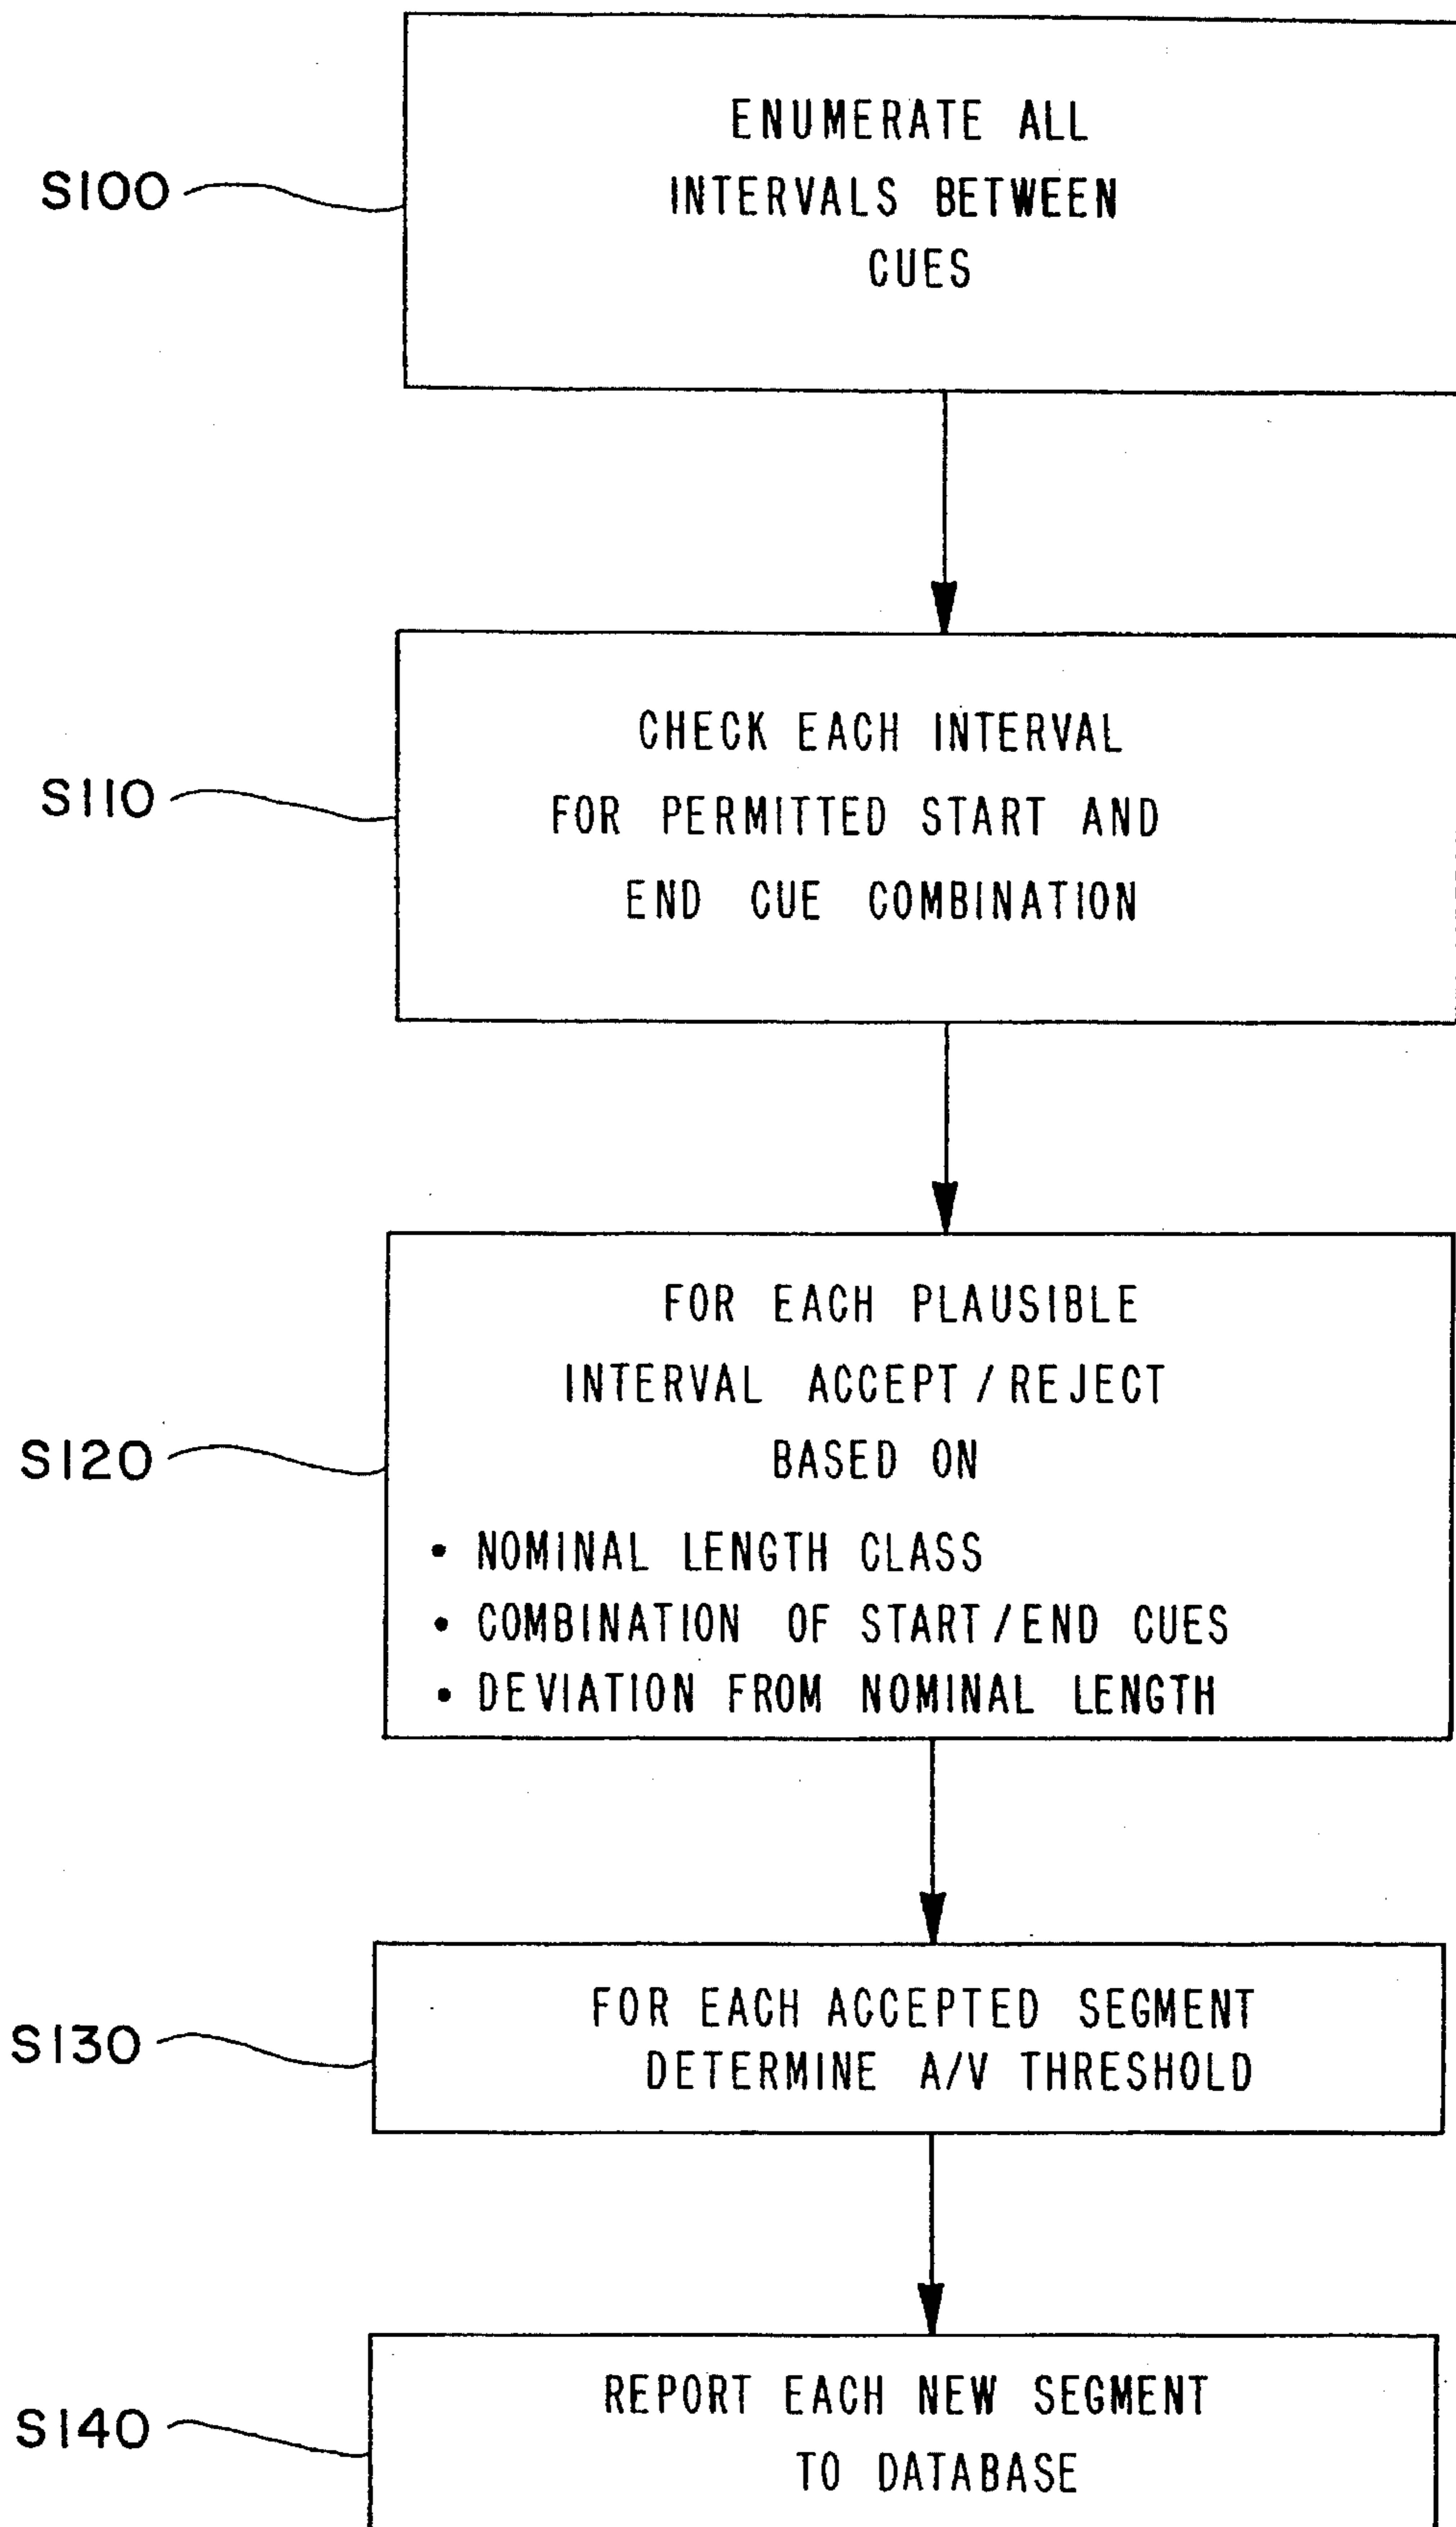 S100
ENUMERATE ALL
INTERVALS BETWEEN
CUES
S110
CHECK EACH INTERVAL
FOR PERMITTED START AND
END CUE COMBINATION
S120
FOR EACH PLAUSIBLE
INTERVAL ACCEPT/REJECT
BASED ON
• NOMINAL LENGTH CLASS
• COMBINATION OF START/END CUES
• DEVIATION FROM NOMINAL LENGTH
S130
FOR EACH ACCEPTED SEGMENT
DETERMINE A/V THRESHOLD
S140
REPORT EACH NEW SEGMENT
TO DATABASE